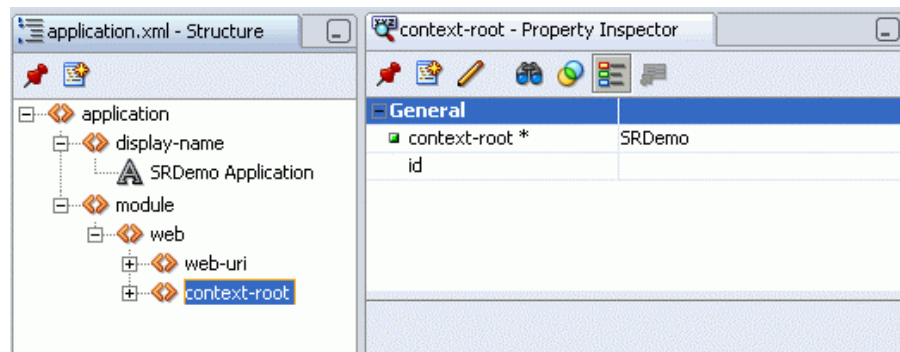 application.xml - Structure
context-root - Property Inspector
application
display-name
SRDemo Application
module
web
web-uri
context-root
General
context-root * SRDemo
id